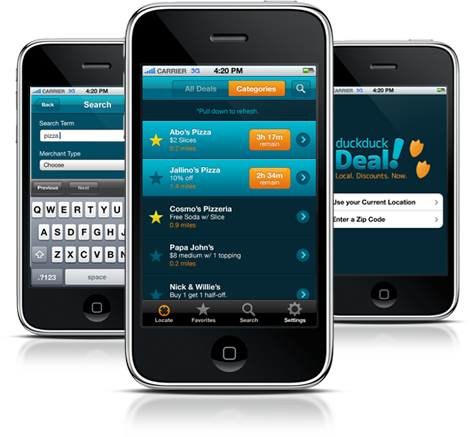 CARRIER 3G 4:20 PM
Back Search
Search Term
pizza
Merchant Type
Choose
Previous Next
Q W E R T Y U
A S D F G H
Z X C V B N
.?123 space
CARRIER 3G 4:20 PM
All Deals Categories
"Pull down to refresh.
Abo's Pizza
$2 Slices
0.2 miles
3h 17m
remain
Jallino's Pizza
10% off
1.4 miles
2h 34m
remain
Cosmo's Pizzeria
Free Soda w/ Slice
0.9 miles
Papa John's
$8 medium w/ 1 topping
0.2 miles
Nick & Willie's
Buy 1 get 1 half-off.
Locate Favorites Search Settings
4:20 PM
duckduck
Deal!
Local. Discounts. Now.
Use your Current Location
Enter a Zip Code